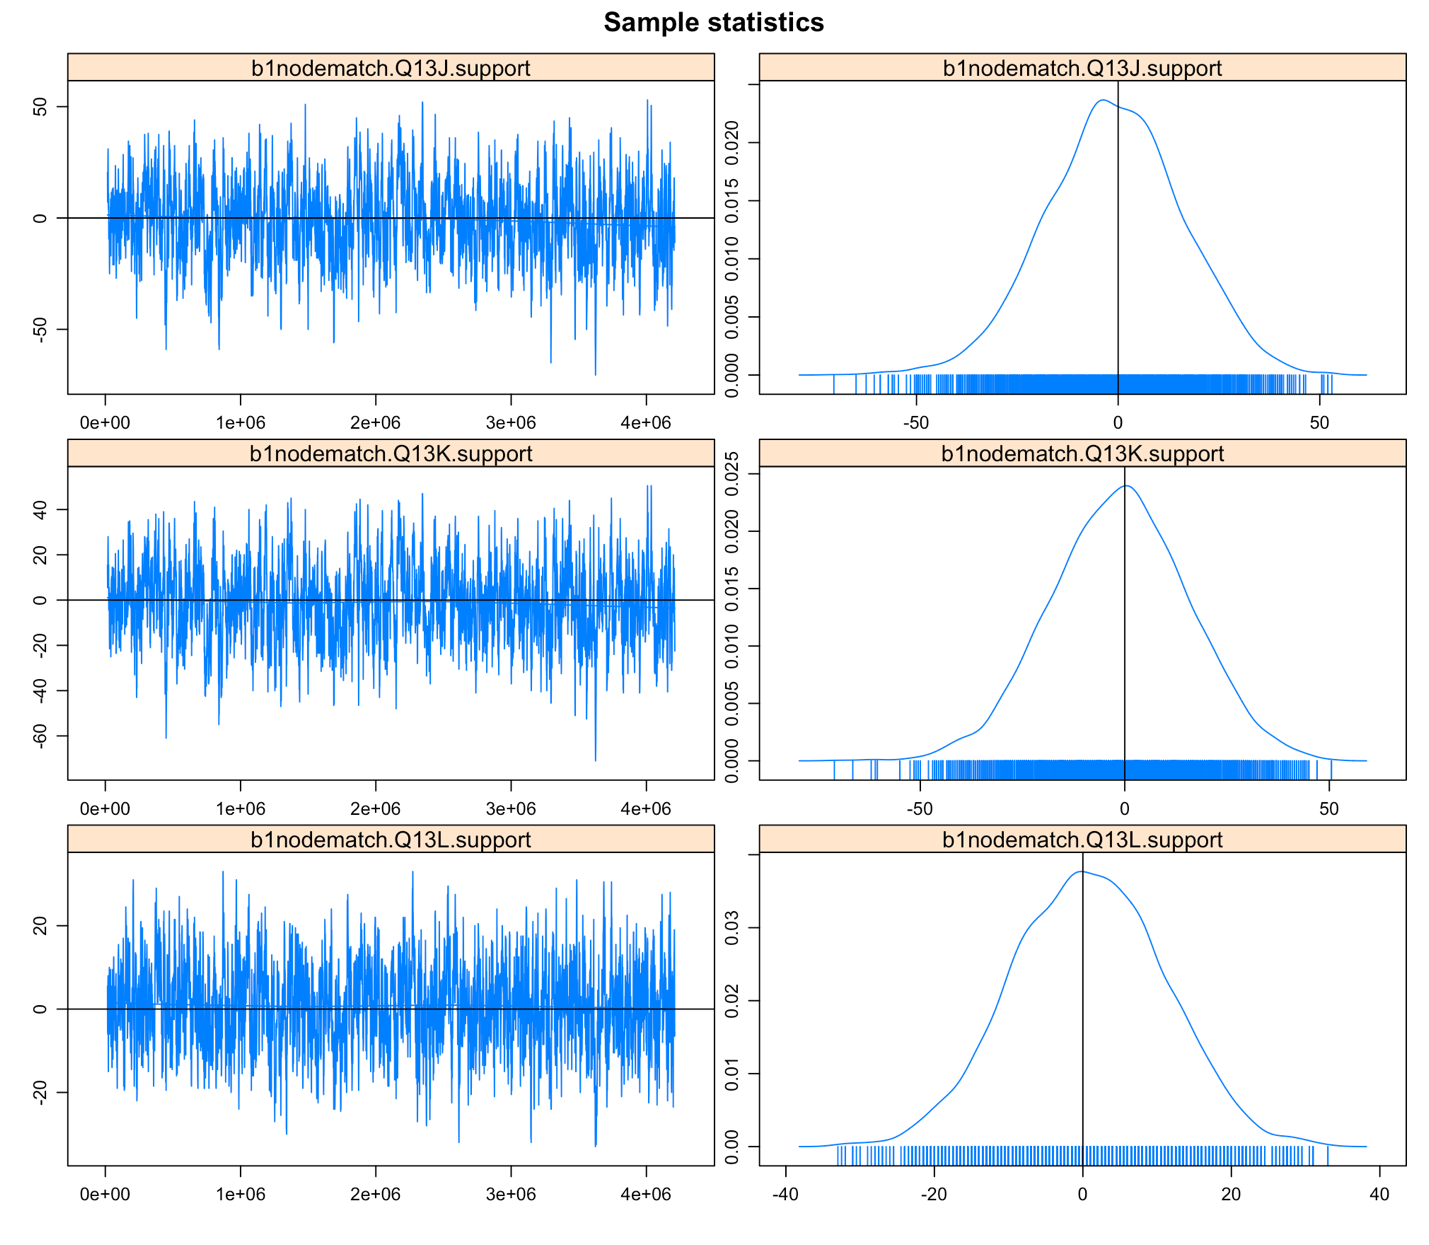 Sample statistics
b1nodematch.Q13J.support
50
0
-50
0e+00 1e+06 2e+06 3e+06 4e+06
b1nodematch.Q13J.support
0.020
0.015
0.010
0.005
0.000
-50 0 50
b1nodematch.Q13K.support
40
20
0
-20
-40
-60
0e+00 1e+06 2e+06 3e+06 4e+06
b1nodematch.Q13K.support
0.025
0.020
0.015
0.010
0.005
0.000
-50 0 50
b1nodematch.Q13L.support
20
0
-20
0e+00 1e+06 2e+06 3e+06 4e+06
b1nodematch.Q13L.support
0.03
0.02
0.01
0.00
-40 -20 0 20 40